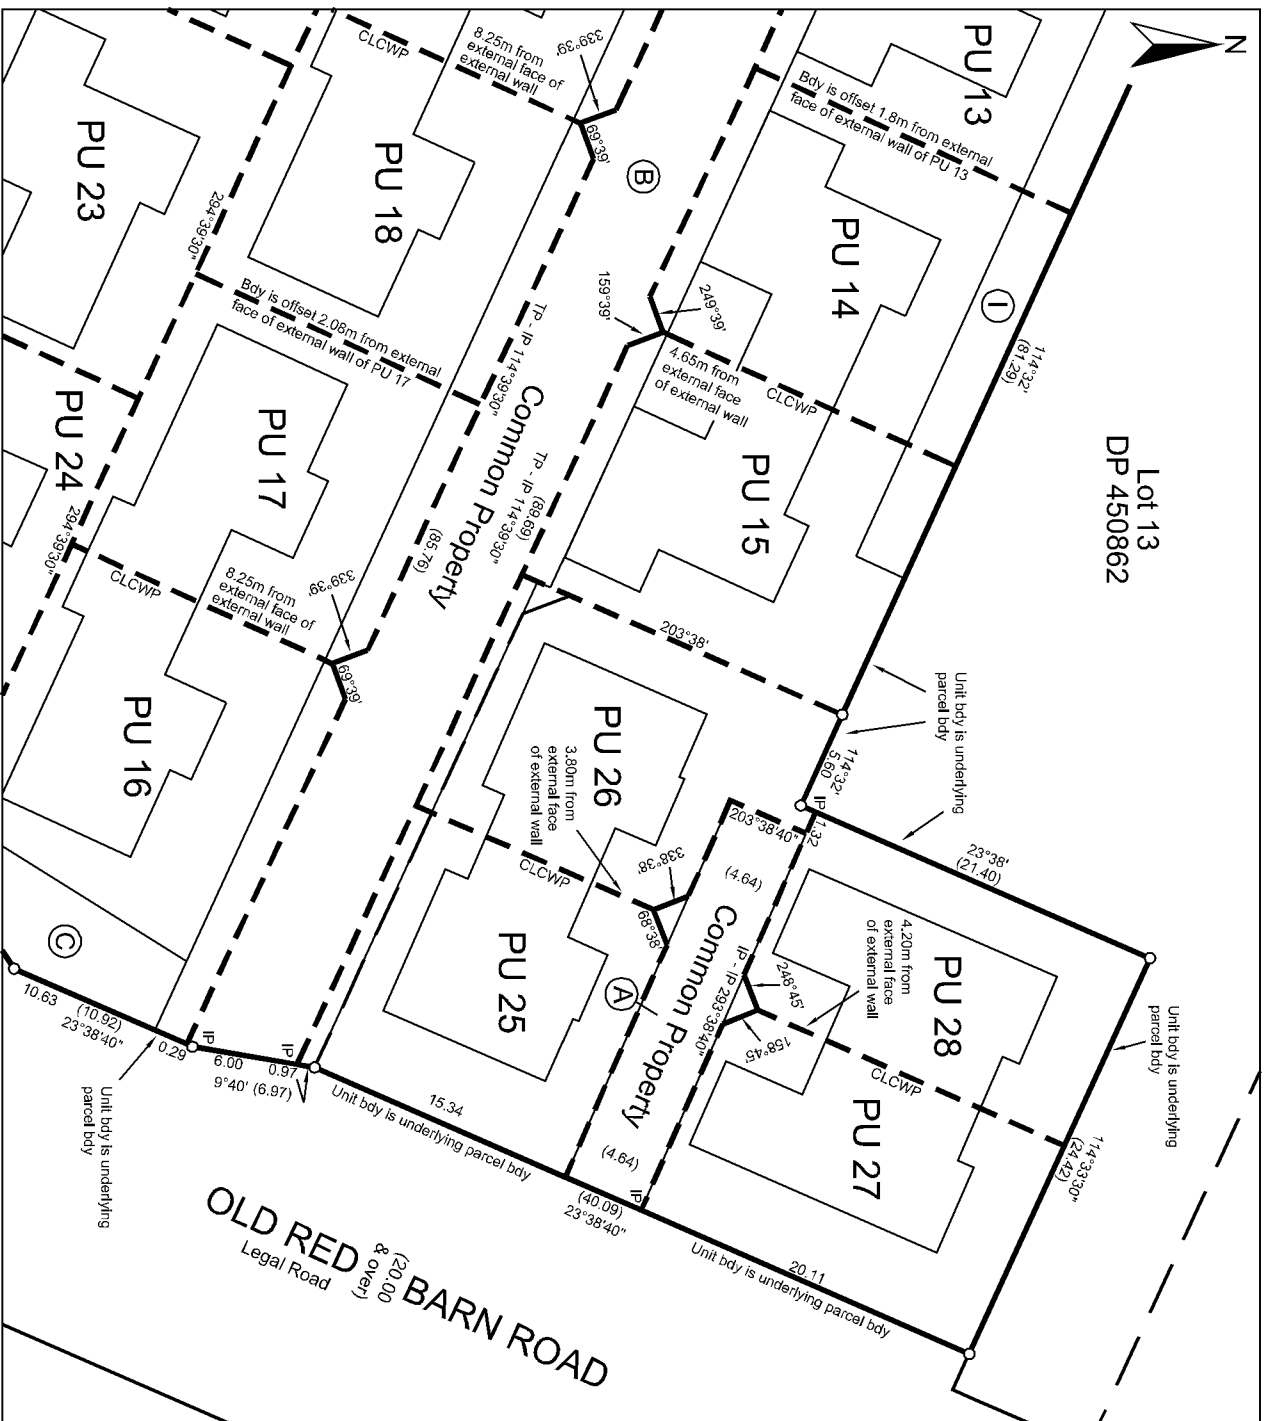 N
PU 13
Bdy is offset 1.8m from external
face of external wall of PU 13
CLCWP
8.25m from
external face of
external wall
339°39'
69°39'
B
PU 14
I
114°32'
(81.29)
Lot 13
DP 450862
PU 23
PU 18
294°39'30"
Bdy is offset 2.08m from external
face of external wall of PU 17
TP - IP 114°39'30"
159°39'
249°39'
4.65m from
external face
of external wall
CLCWP
PU 15
Common Property
TP - IP 114°39'30"
(89.69)
(85.76)
PU 24
294°39'30"
PU 17
CLCWP
8.25m from
external face of
external wall
339°39'
69°39'
203°38'
Unit bdy is underlying
parcel bdy
114°32'
5.60
IP
1.32
203°38'40"
23°38'
(21.40)
PU 16
PU 26
3.80m from
external face
of external wall
CLCWP
338°38'
68°38'
(4.64)
Common Property
IP - IP 293°38'40"
248°45'
158°45'
4.20m from
external face
of external wall
PU 28
CLCWP
Unit bdy is underlying
parcel bdy
114°33'30"
(24.42)
PU 25
A
PU 27
C
10.63
(10.92)
23°38'40"
0.29
IP
6.00
9°40' (6.97)
IP
0.97
15.34
Unit bdy is underlying parcel bdy
(4.64)
IP
(40.09)
23°38'40"
20.11
Unit bdy is underlying parcel bdy
Unit bdy is underlying
parcel bdy
OLD RED BARN ROAD
(20.00
& over)
Legal Road